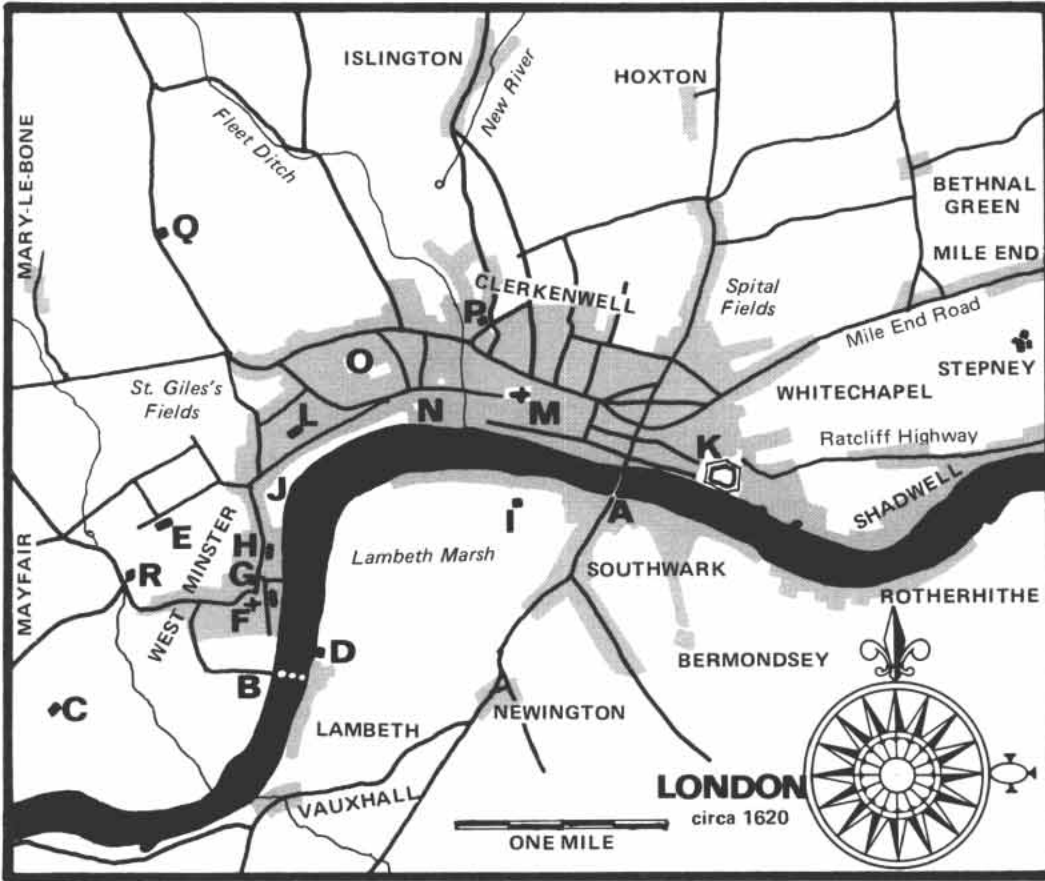 ISLINGTON
New River
HOXTON
MARY-LE-BONE
Fleet Ditch
BETHNAL
GREEN
Q
MILE END
CLERKENWELL
Spital
Fields
P
Mile End Road
O
STEPNEY
St. Giles's
Fields
WHITECHAPEL
L
N
M
Ratcliff Highway
K
J
SHADWELL
I
A
E
H
Lambeth Marsh
MAYFAIR
R
WEST MINSTER
G
SOUTHWARK
F
ROTHERHITHE
D
BERMONDSEY
B
C
NEWINGTON
LAMBETH
VAUXHALL
LONDON
circa 1620
ONE MILE